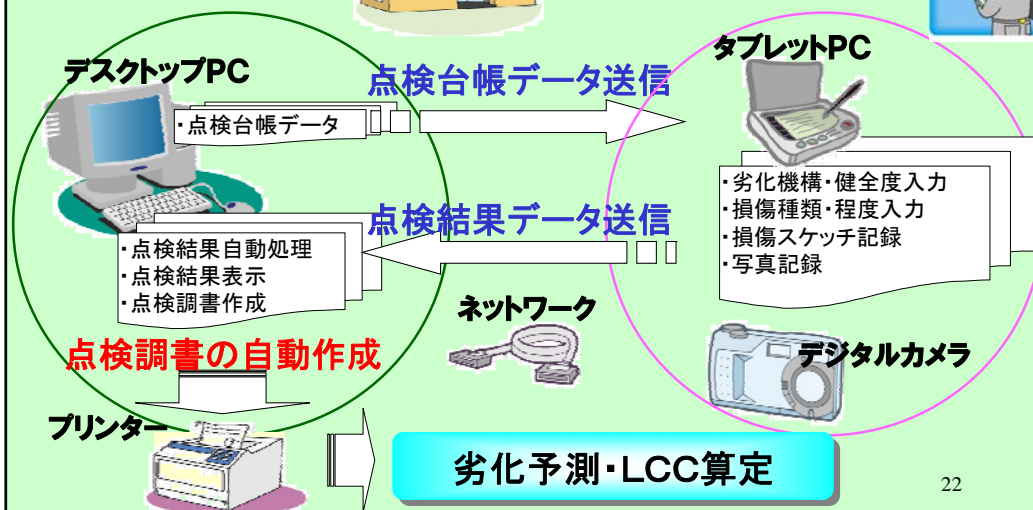 デスクトップPC
タブレットPC
点検台帳データ送信
・点検台帳データ
・劣化機構・健全度入力
・損傷種類・程度入力
・損傷スケッチ記録
・写真記録
点検結果データ送信
・点検結果自動処理
・点検結果表示
・点検調書作成
ネットワーク
点検調書の自動作成
デジタルカメラ
プリンター
劣化予測・LCC算定
22